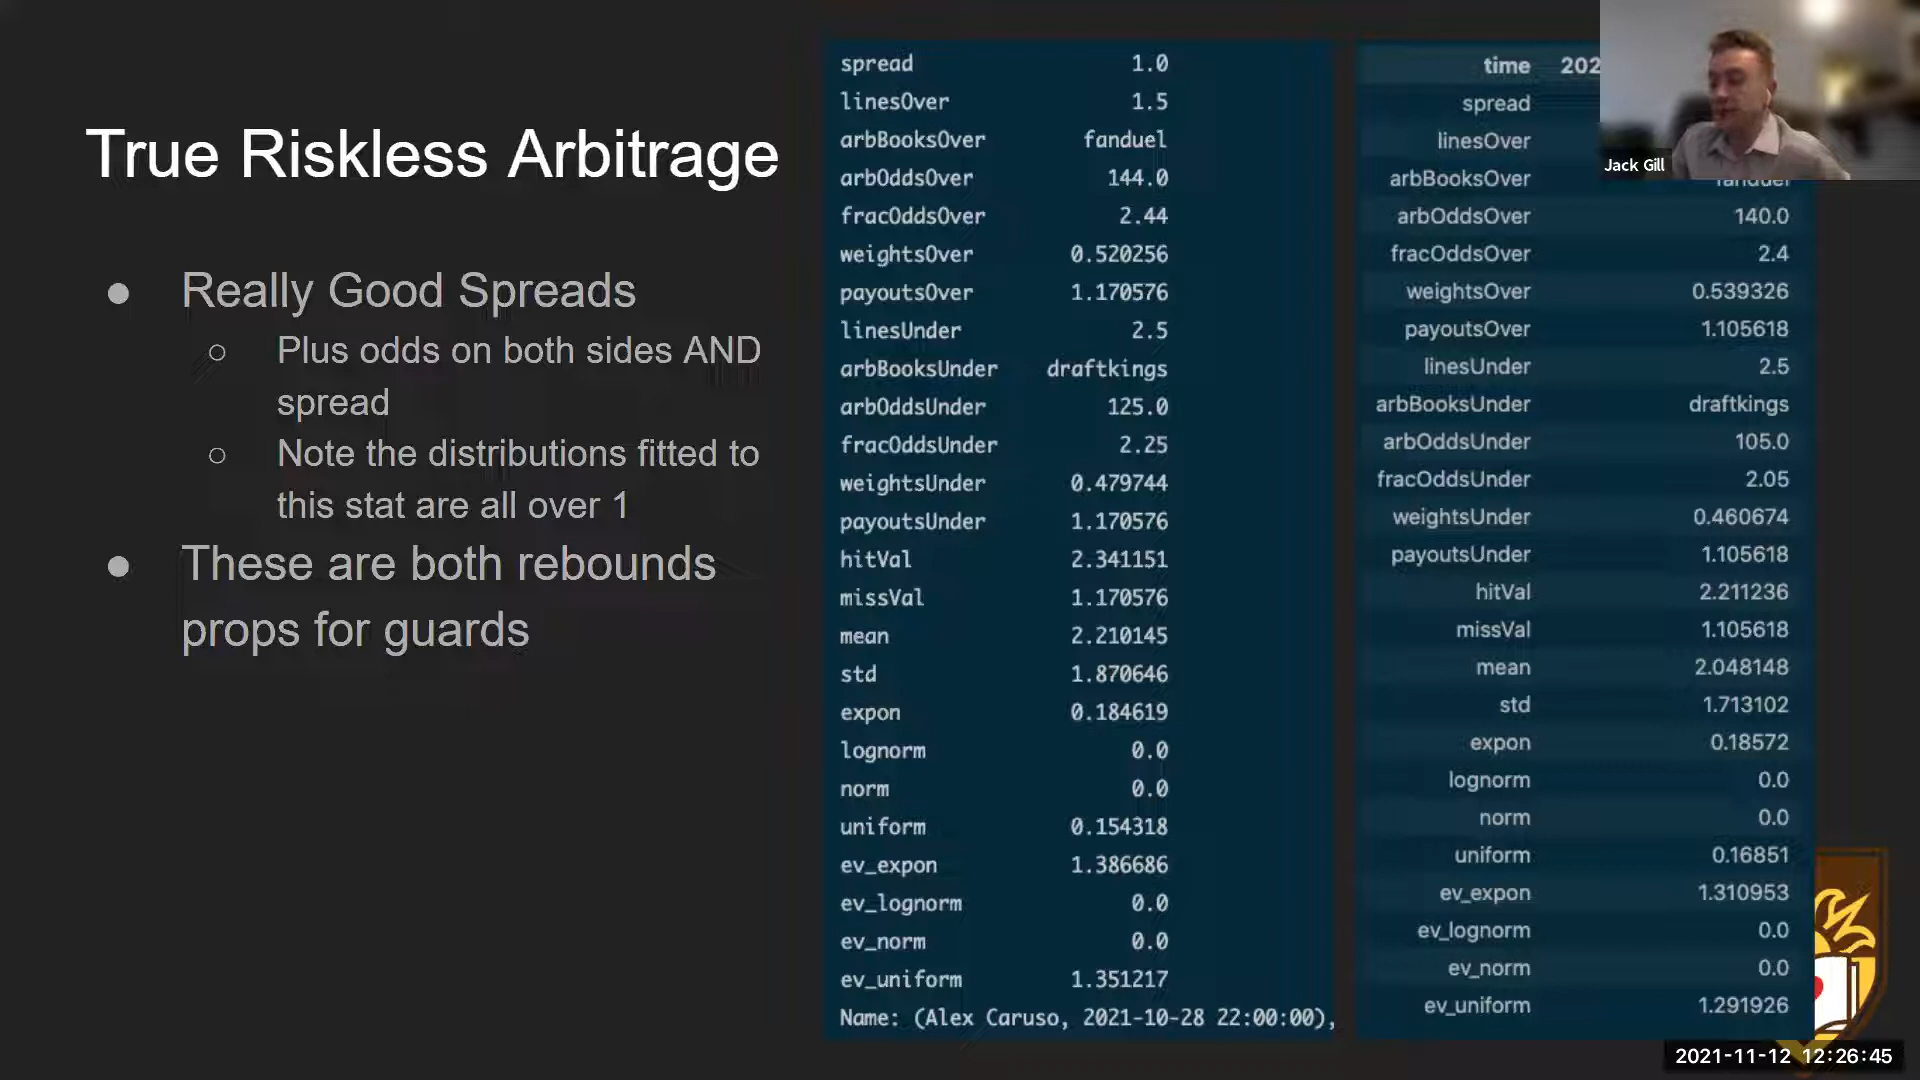 True Riskless Arbitrage
● Really Good Spreads
○ Plus odds on both sides AND
spread
○ Note the distributions fitted to
this stat are all over 1
● These are both rebounds
props for guards
spread 1.0
linesOver 1.5
arbBooksOver fanduel
arbOddsOver 144.0
fracOddsOver 2.44
weightsOver 0.520256
payoutsOver 1.170576
linesUnder 2.5
arbBooksUnder draftkings
arbOddsUnder 125.0
fracOddsUnder 2.25
weightsUnder 0.479744
payoutsUnder 1.170576
hitVal 2.341151
missVal 1.170576
mean 2.210145
std 1.870646
expon 0.184619
lognorm 0.0
norm 0.0
uniform 0.154318
ev_expon 1.386686
ev_lognorm 0.0
ev_norm 0.0
ev_uniform 1.351217
Name: (Alex Caruso, 2021-10-28 22:00:00),
time 202
spread
linesOver
arbBooksOver fanduel
arbOddsOver 140.0
fracOddsOver 2.4
weightsOver 0.539326
payoutsOver 1.105618
linesUnder 2.5
arbBooksUnder draftkings
arbOddsUnder 105.0
fracOddsUnder 2.05
weightsUnder 0.460674
payoutsUnder 1.105618
hitVal 2.211236
missVal 1.105618
mean 2.048148
std 1.713102
expon 0.18572
lognorm 0.0
norm 0.0
uniform 0.16851
ev_expon 1.310953
ev_lognorm 0.0
ev_norm 0.0
ev_uniform 1.291926
Jack Gill
2021-11-12 12:26:45